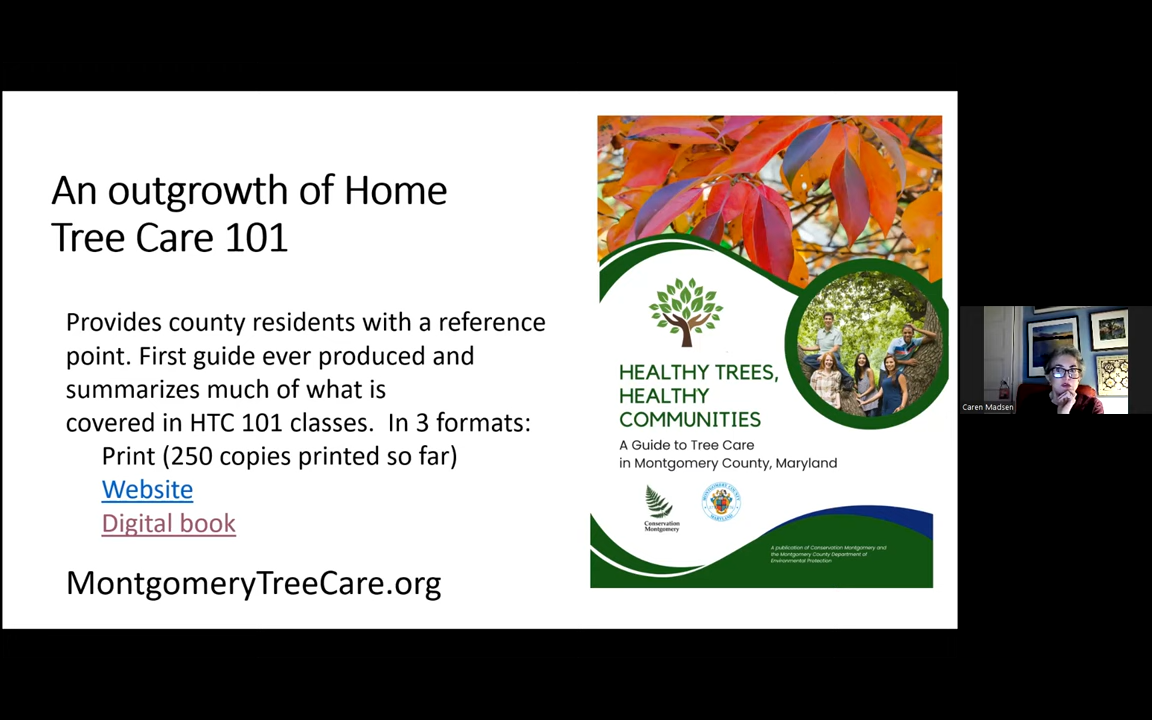 An outgrowth of Home
Tree Care 101
Provides county residents with a reference
point. First guide ever produced and
summarizes much of what is
covered in HTC 101 classes.  In 3 formats:
Print (250 copies printed so far)
Website
Digital book
MontgomeryTreeCare.org
HEALTHY TREES,
HEALTHY
COMMUNITIES
A Guide to Tree Care
in Montgomery County, Maryland
Conservation
Montgomery
MONTGOMERY COUNTY
MARYLAND
A publication of Conservation Montgomery and
the Montgomery County Department of
Environmental Protection
Caren Madsen